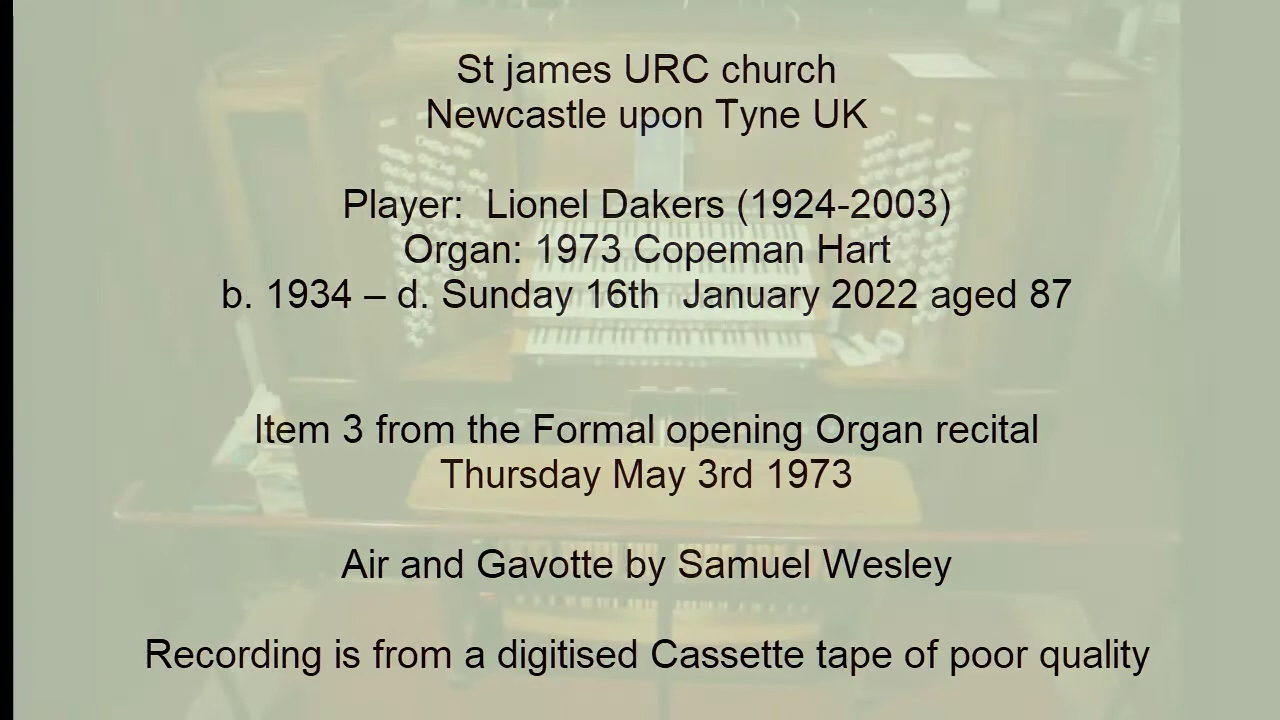 St james URC church
Newcastle upon Tyne UK
Player: Lionel Dakers (1924-2003)
Organ: 1973 Copeman Hart
b. 1934 – d. Sunday 16th January 2022 aged 87
Item 3 from the Formal opening Organ recital
Thursday May 3rd 1973
Air and Gavotte by Samuel Wesley
Recording is from a digitised Cassette tape of poor quality